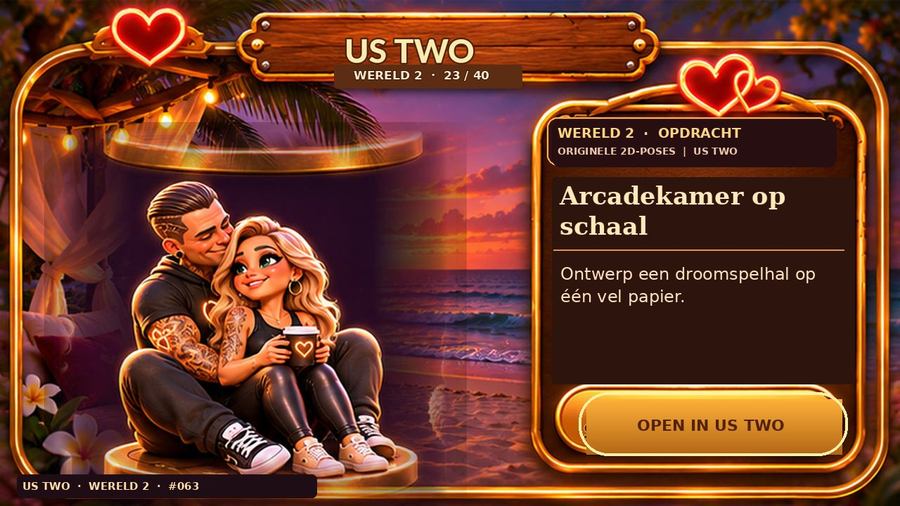 US TWO
WERELD 2 · 23 / 40
WERELD 2 · OPDRACHT
ORIGINELE 2D-POSES | US TWO
Arcadekamer op
schaal
Ontwerp een droomspelhal op
één vel papier.
OPEN IN US TWO
US TWO · WERELD 2 · #063